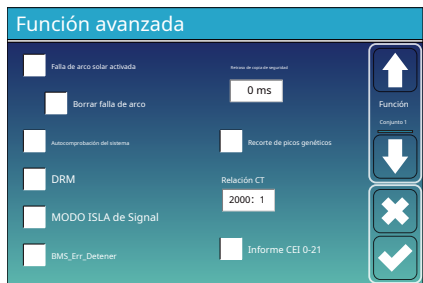 Función avanzada
Falla de arco solar activada
Retraso de copia de seguridad
0 ms
Borrar falla de arco
Función
Conjunto 1
Autocomprobación del sistema
Recorte de picos genéticos
DRM
Relación CT
2000: 1
MODO ISLA de Signal
BMS_Err_Detener
Informe CEI 0-21